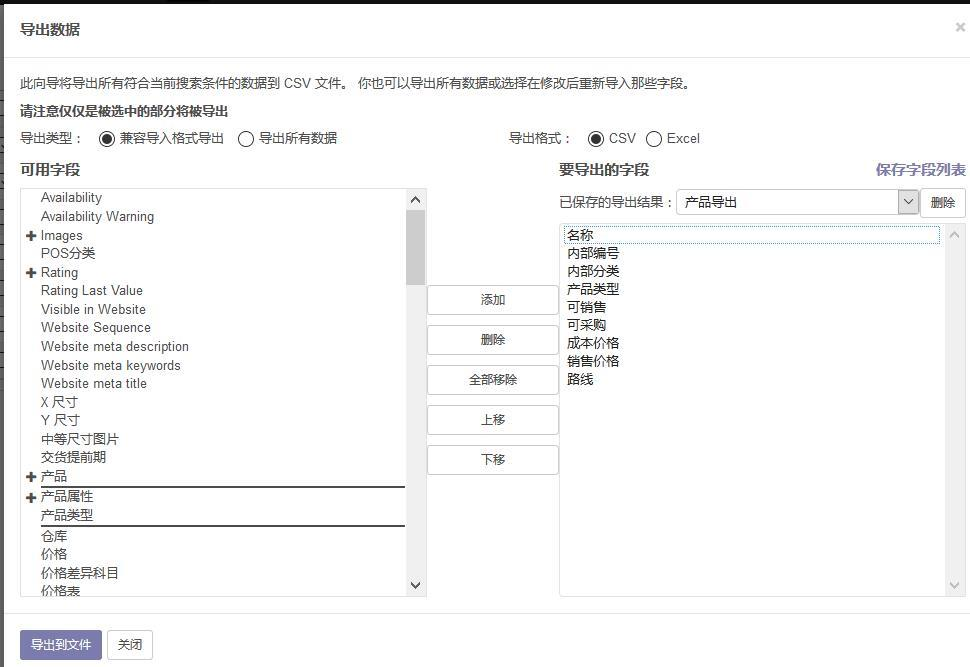 导出数据
此向导将导出所有符合当前搜索条件的数据到 CSV 文件。 你也可以导出所有数据或选择在修改后重新导入那些字段。
请注意仅仅是被选中的部分将被导出
导出类型： 兼容导入格式导出 导出所有数据
导出格式： CSV Excel
可用字段
Availability
Availability Warning
Images
POS分类
Rating
Rating Last Value
Visible in Website
Website Sequence
Website meta description
Website meta keywords
Website meta title
X 尺寸
Y 尺寸
中等尺寸图片
交货提前期
产品
产品属性
产品类型
仓库
价格
价格差异科目
价格表
添加
删除
全部移除
上移
下移
要导出的字段 保存字段列表
已保存的导出结果： 产品导出 删除
名称
内部编号
内部分类
产品类型
可销售
可采购
成本价格
销售价格
路线
导出到文件 关闭